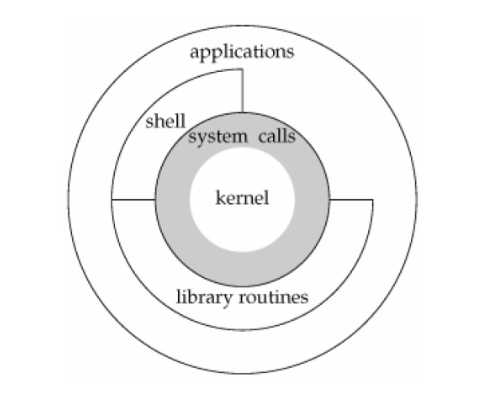 applications
shell
system calls
kernel
library routines